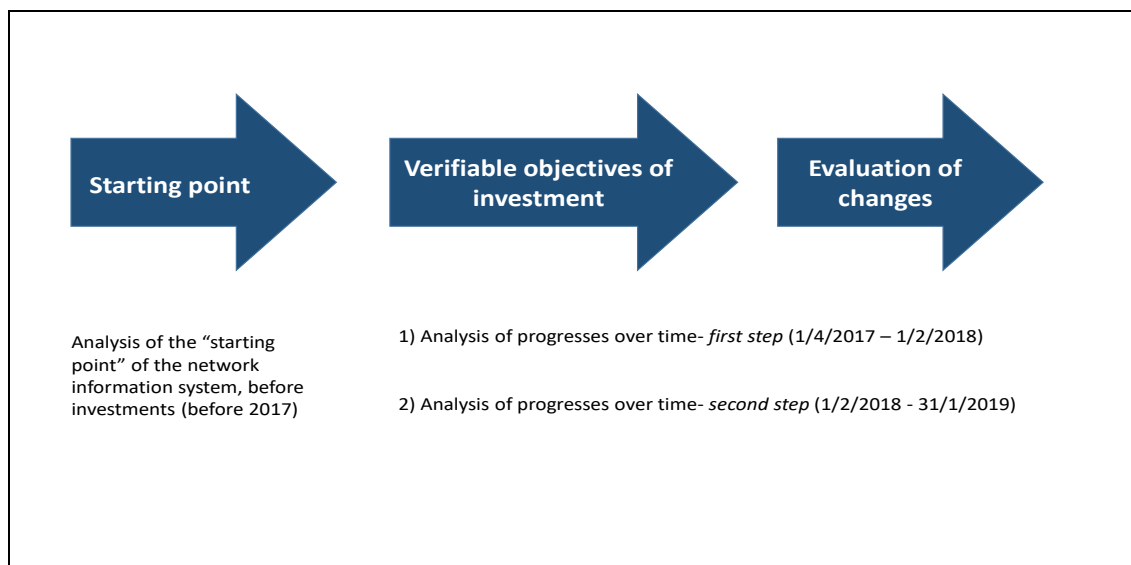 Starting point
Verifiable objectives of
investment
Evaluation of
changes
Analysis of the “starting
point” of the network
information system, before
investments (before 2017)
1) Analysis of progresses over time- first step (1/4/2017 – 1/2/2018)
2) Analysis of progresses over time- second step (1/2/2018 - 31/1/2019)